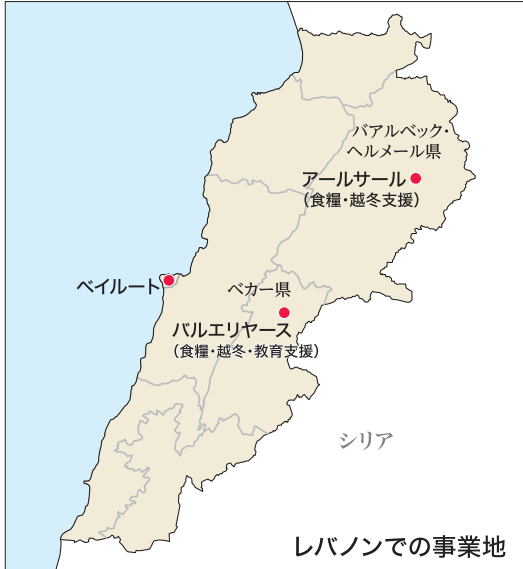 バアルベック・
ヘルメール県
アールサール
（食糧・越冬支援）
ベイルート
ベカー県
バルエリヤース
（食糧・越冬・教育支援）
シリア
レバノンでの事業地